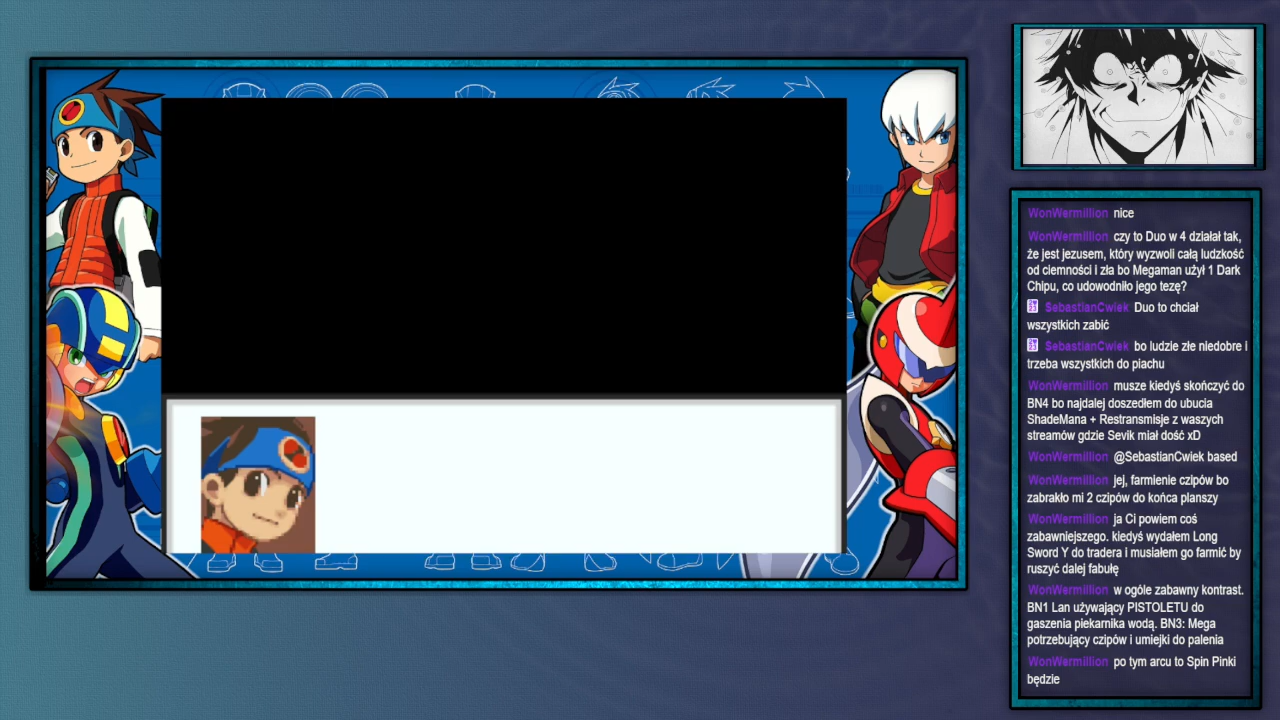 WonWermillion nice
WonWermillion czy to Duo w 4 działał tak,
że jest jezusem, który wyzwoli całą ludzkość
od ciemności i zła bo Megaman użył 1 Dark
Chipu, co udowodniło jego tezę?
SebastianCwiek Duo to chciał
wszystkich zabić
SebastianCwiek bo ludzie złe niedobre i
trzeba wszystkich do piachu
WonWermillion musze kiedyś skończyć do
BN4 bo najdalej doszedłem do ubucia
ShadeMana + Restransmisje z waszych
streamów gdzie Sevik miał dość xD
WonWermillion @SebastianCwiek based
WonWermillion jej, farmienie czipów bo
zabrakło mi 2 czipów do końca planszy
WonWermillion ja Ci powiem coś
zabawniejszego. kiedyś wydałem Long
Sword Y do tradera i musiałem go farmić by
ruszyć dalej fabułę
WonWermillion w ogóle zabawny kontrast.
BN1 Lan używający PISTOLETU do
gaszenia piekarnika wodą. BN3: Mega
potrzebujący czipów i umiejki do palenia
WonWermillion po tym arcu to Spin Pinki
będzie